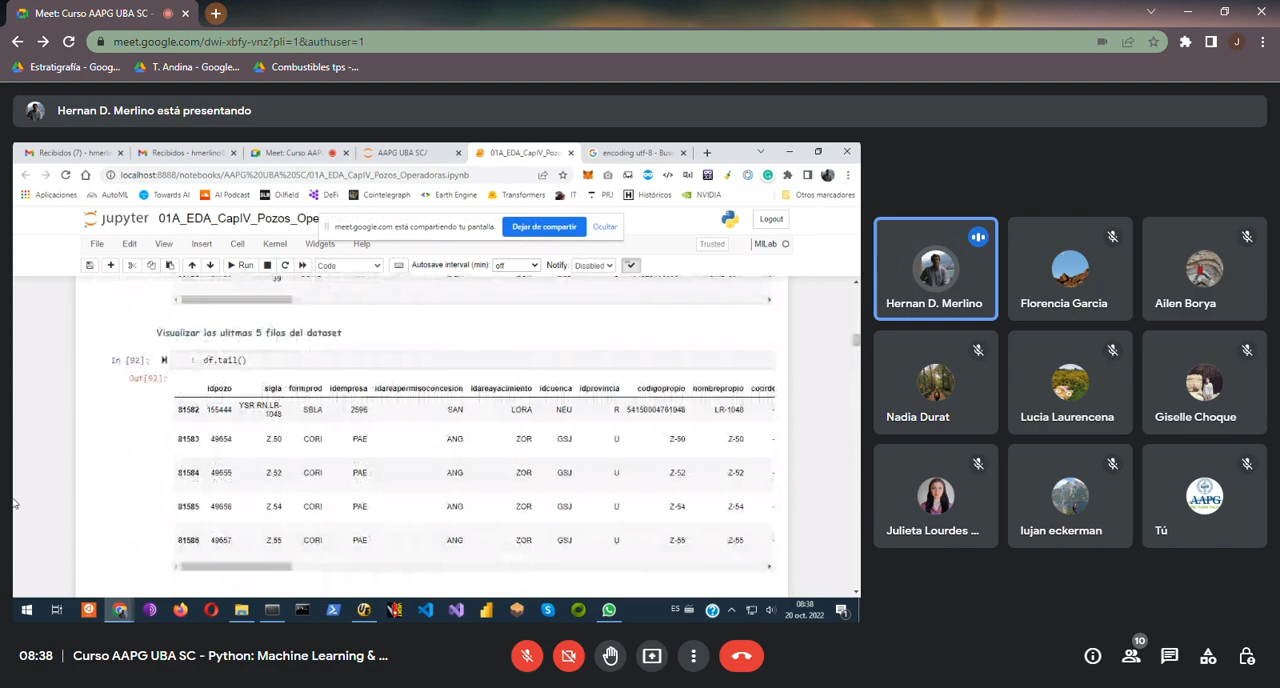 Meet: Curso AAPG UBA SC -
meet.google.com/dwi-xbfy-vnz?pli=1&authuser=1
J
Estratigrafía - Goog... T. Andina - Google... Combustibles tps -...
Hernan D. Merlino está presentando
Recibidos (7) - hmerli Recibidos - hmerlino Meet: Curso AAP AAPG UBA SC/ 01A_EDA_CapIV_Pozo encoding utf-8 - Bus
localhost:8888/notebooks/AAPG%20UBA%20SC/01A_EDA_CapIV_Pozos_Operadoras.ipynb
Aplicaciones AutoML Towards AI AI Podcast Oilfield DeFi Cointelegraph Earth Engine Transformers IT PRJ Históricos NVIDIA Otros marcadores
jupyter 01A_EDA_CapIV_Pozos_Ope
meet.google.com está compartiendo tu pantalla. Dejar de compartir Ocultar
Logout
File Edit View Insert Cell Kernel Widgets Help Trusted MlLab
Run Code Autosave interval (min): off Notify: Disabled
Visualizar las ulitmas 5 filas del dataset
In [92]: df.tail()
Out[92]:
idpozo sigla formprod idempresa idareapermisoconcesion idareayacimiento idcuenca idprovincia codigopropio nombrepropio coorde
81582 155444 YSR.RN.LR-1048 SBLA 2596 SAN LORA NEU R 54150004761048 LR-1048
81583 49654 Z.50 CORI PAE ANG ZOR GSJ U Z-50 Z-50
81584 49655 Z.52 CORI PAE ANG ZOR GSJ U Z-52 Z-52
81585 49656 Z.54 CORI PAE ANG ZOR GSJ U Z-54 Z-54
81586 49657 Z.55 CORI PAE ANG ZOR GSJ U Z-55 Z-55
ES 08:38
20 oct. 2022
Hernan D. Merlino
Florencia Garcia
Ailen Borya
Nadia Durat
Lucia Laurencena
Giselle Choque
Julieta Lourdes ...
lujan eckerman
AAPG
Tú
08:38 | Curso AAPG UBA SC - Python: Machine Learning & ...
10